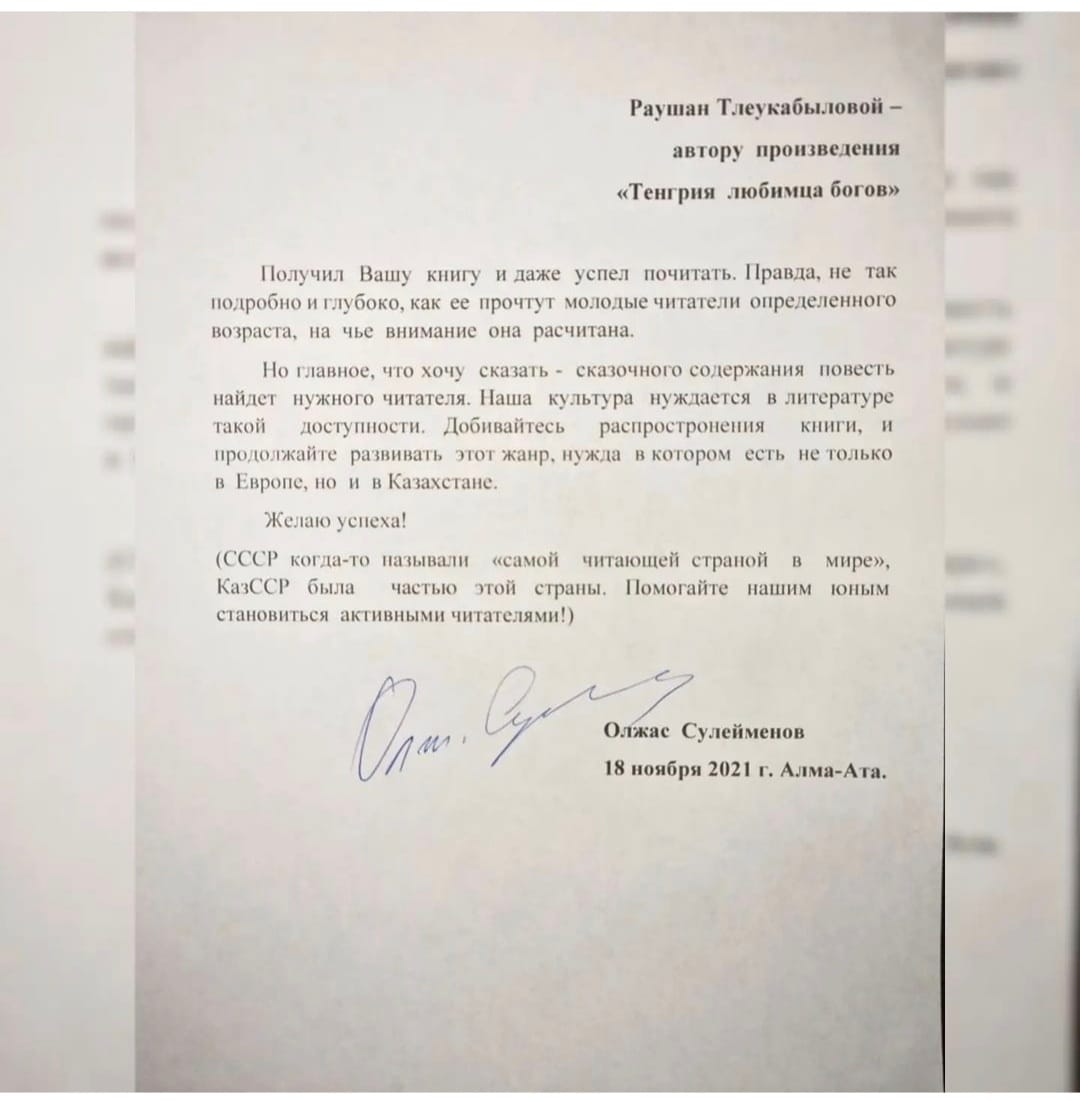 Раушан Тлеукабыловой –
автору произведения
«Тенгрия любимца богов»
Получил Вашу книгу и даже успел почитать. Правда, не так
подробно и глубоко, как ее прочтут молодые читатели определенного
возраста, на чье внимание она расчитана.
Но главное, что хочу сказать - сказочного содержания повесть
найдет нужного читателя. Наша культура нуждается в литературе
такой доступности. Добивайтесь распростронения книги, и
продолжайте развивать этот жанр, нужда в котором есть не только
в Европе, но и в Казахстане.
Желаю успеха!
(СССР когда-то называли «самой читающей страной в мире»,
КазССР была частью этой страны. Помогайте нашим юным
становиться активными читателями!)
Олжас Сулейменов
18 ноября 2021 г. Алма-Ата.